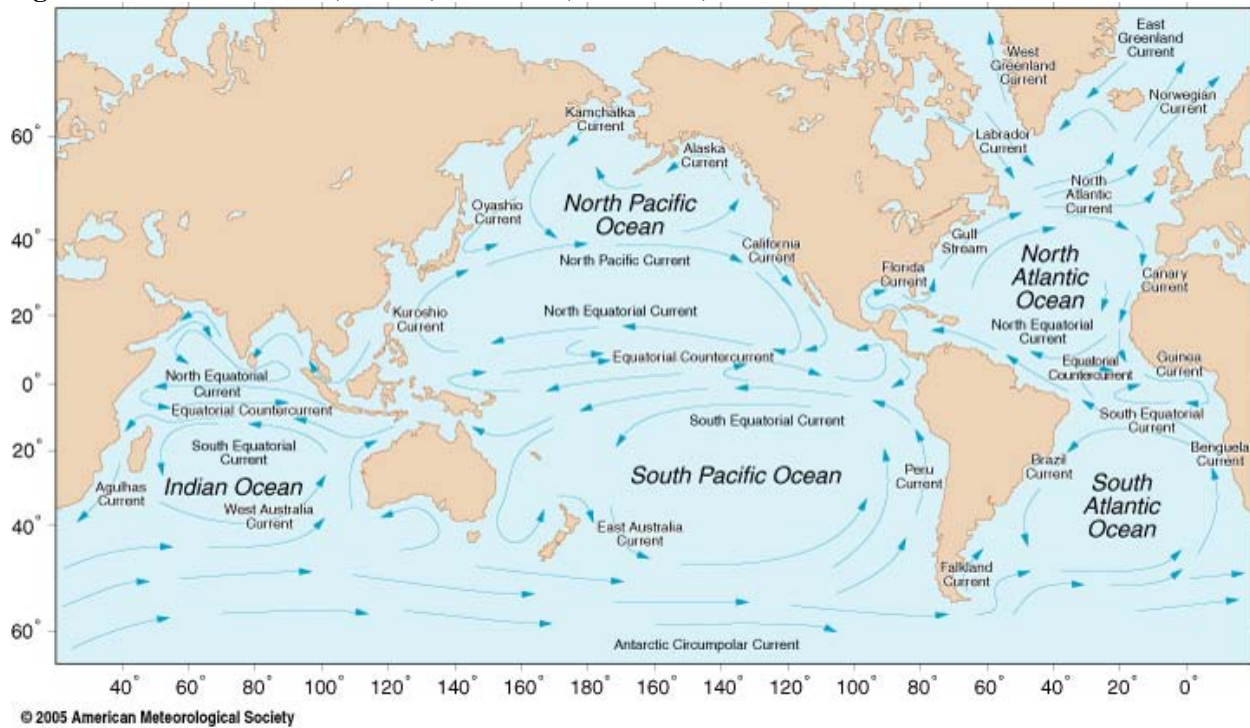 East
Greenland
Current
West
Greenland
Current
Norwegian
Current
Kamchatka
Current
60°
Labrador
Current
Alaska
Current
North
Atlantic
Current
Oyashio
Current
North Pacific
Ocean
40°
Gulf
Stream
California
Current
North Pacific Current
Florida
Current
North
Atlantic
Ocean
Canary
Current
20°
Kuroshio
Current
North Equatorial Current
North Equatorial
Current
Equatorial Countercurrent
Equatorial
Countercurrent
Guinea
Current
0°
North Equatorial
Current
Equatorial Countercurrent
South Equatorial Current
South Equatorial
Current
20°
South Equatorial
Current
Indian Ocean
South Pacific Ocean
Peru
Current
Brazil
Current
Benguela
Current
Agulhas
Current
West Australia
Current
South
Atlantic
Ocean
40°
East Australia
Current
Falkland
Current
60°
Antarctic Circumpolar Current
40° 60° 80° 100° 120° 140° 160° 180° 160° 140° 120° 100° 80° 60° 40° 20° 0°
© 2005 American Meteorological Society